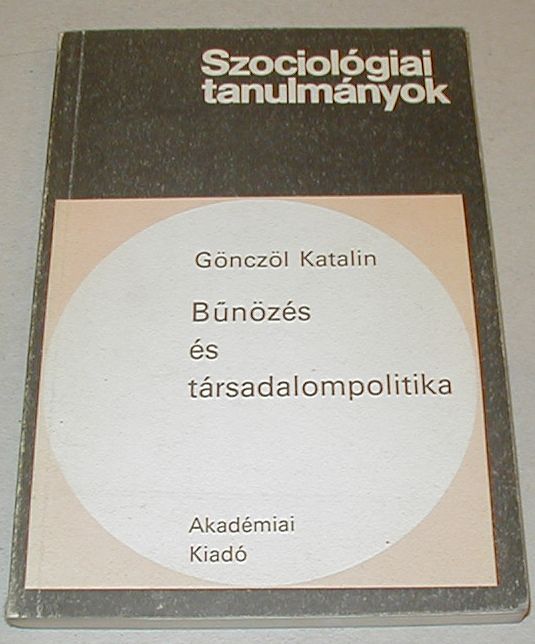 Szociológiai
tanulmányok
Gönczöl Katalin
Bűnözés
és
társadalompolitika
Akadémiai
Kiadó